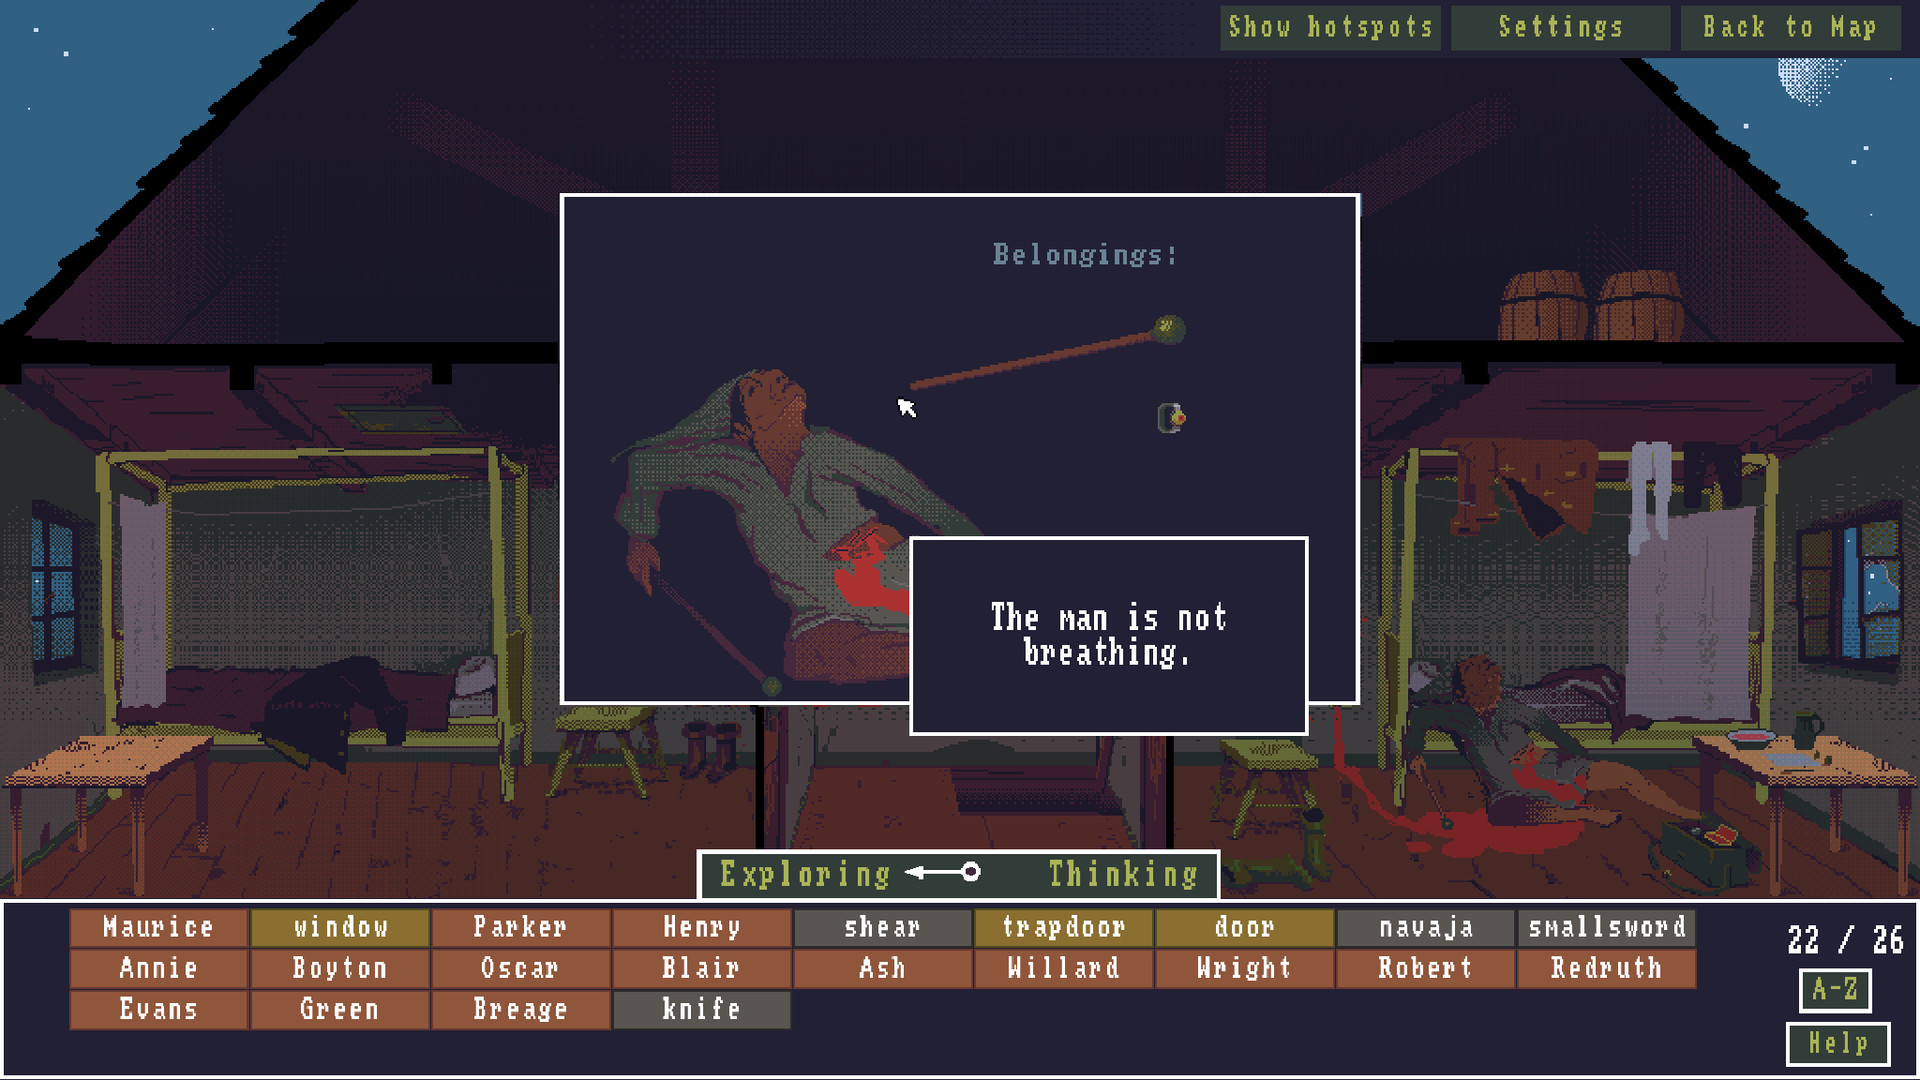 Show hotspots
Settings
Back to Map
Belongings:
The man is not
breathing.
Exploring
Thinking
Maurice
window
Parker
Henry
shear
trapdoor
door
navaja
smallsword
22 / 26
Annie
Boyton
Oscar
Blair
Ash
Willard
Wright
Robert
Redruth
A-Z
Evans
Green
Breage
knife
Help